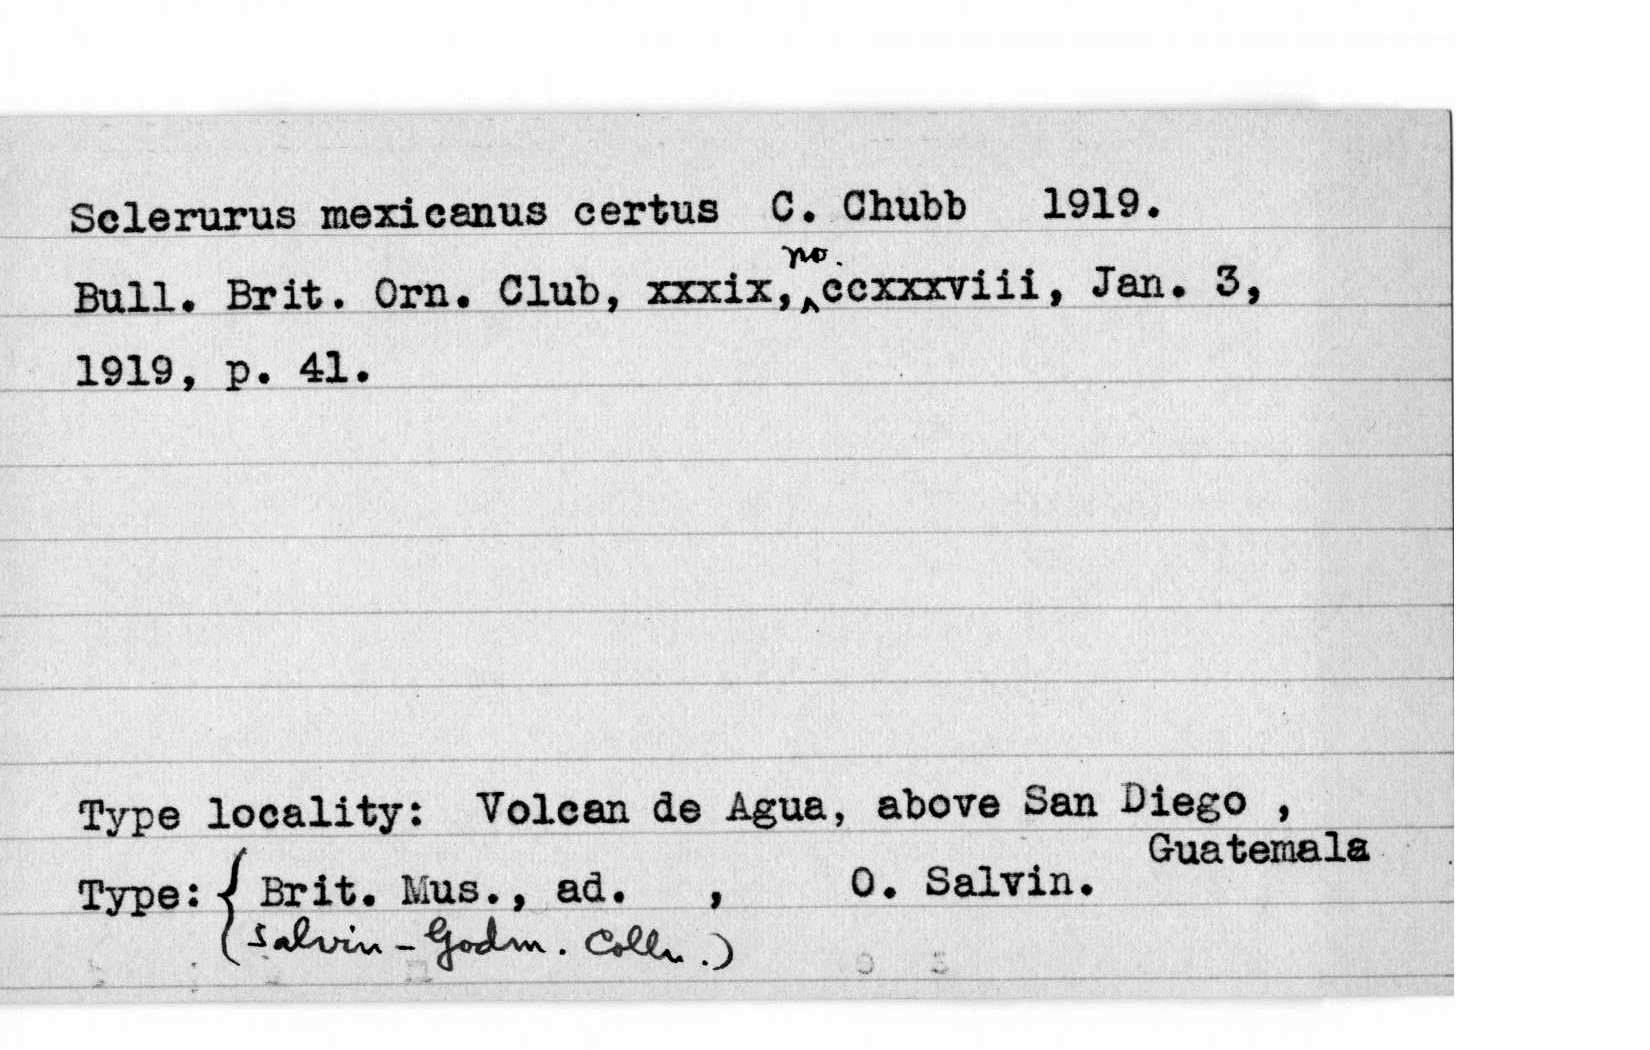 Sclerurus mexicanus certus C. Chubb 1919.
Bull. Brit. Orn. Club, xxxix, no. ccxxxviii, Jan. 3,
1919, p. 41.
Type locality: Volcan de Agua, above San Diego ,
Guatemala
Type: { Brit. Mus., ad. , O. Salvin.
(Salvin - Godm. Colln.)